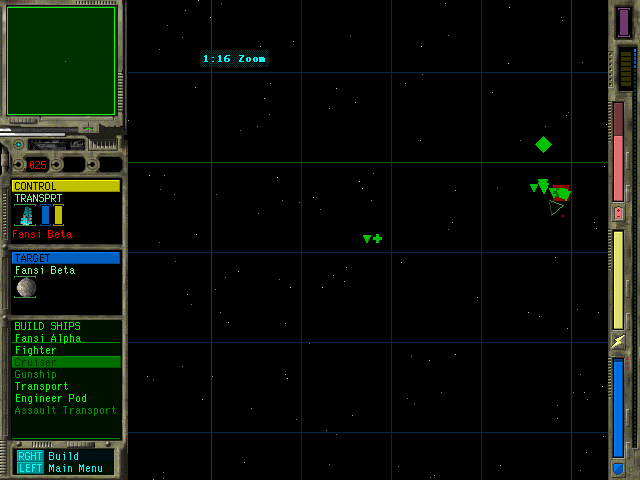 1:16 Zoom
025
CONTROL
TRANSPRT
Fansi Beta
TARGET
Fansi Beta
BUILD SHIPS
Fansi Alpha
Fighter
Cruiser
Gunship
Transport
Engineer Pod
Assault Transport
RGHT Build
LEFT Main Menu